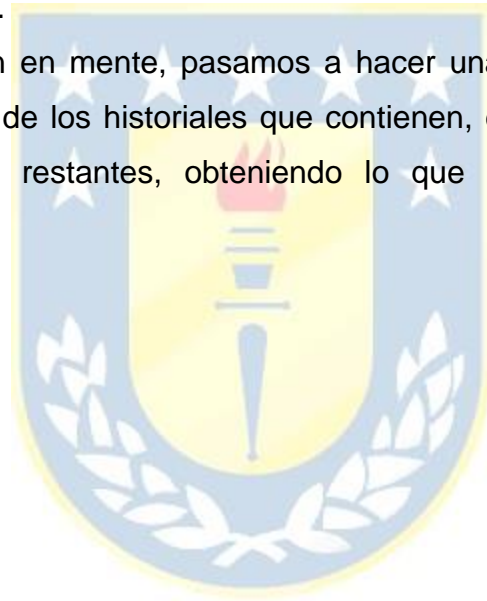 .
n en mente, pasamos a hacer una
de los historiales que contienen,
restantes, obteniendo lo que